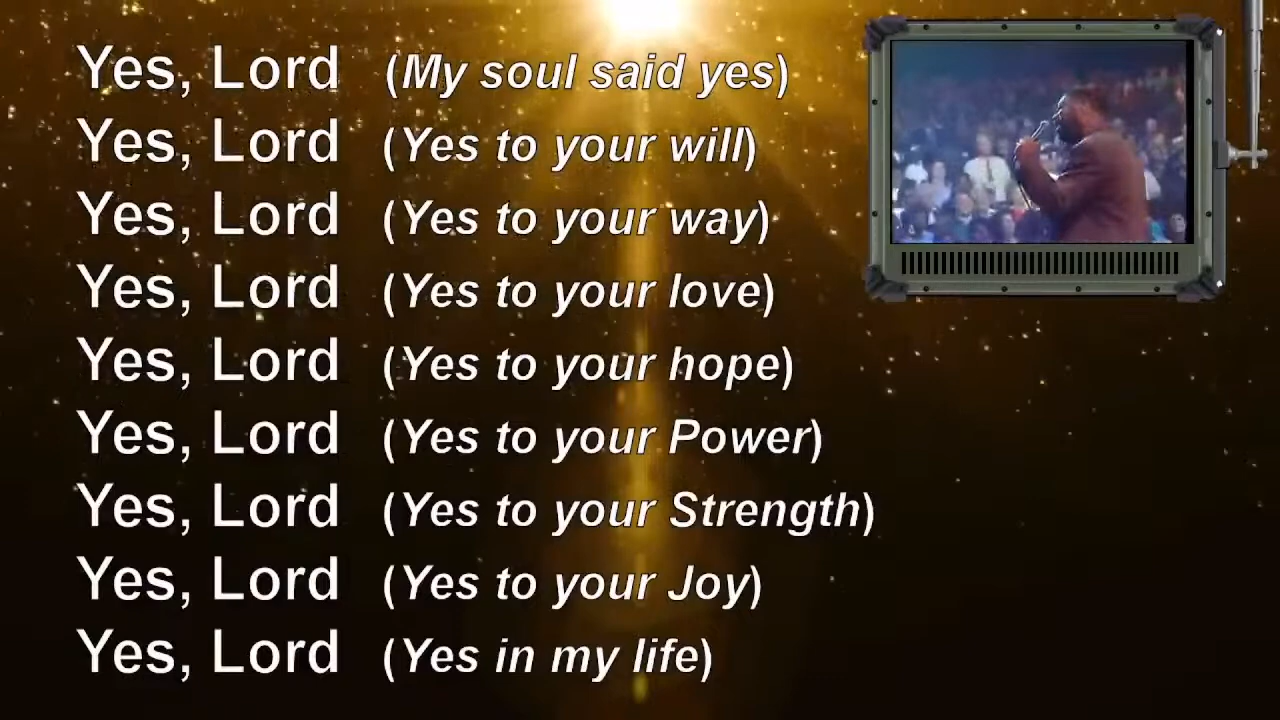 Yes, Lord (My soul said yes)
Yes, Lord (Yes to your will)
Yes, Lord (Yes to your way)
Yes, Lord (Yes to your love)
Yes, Lord (Yes to your hope)
Yes, Lord (Yes to your Power)
Yes, Lord (Yes to your Strength)
Yes, Lord (Yes to your Joy)
Yes, Lord (Yes in my life)